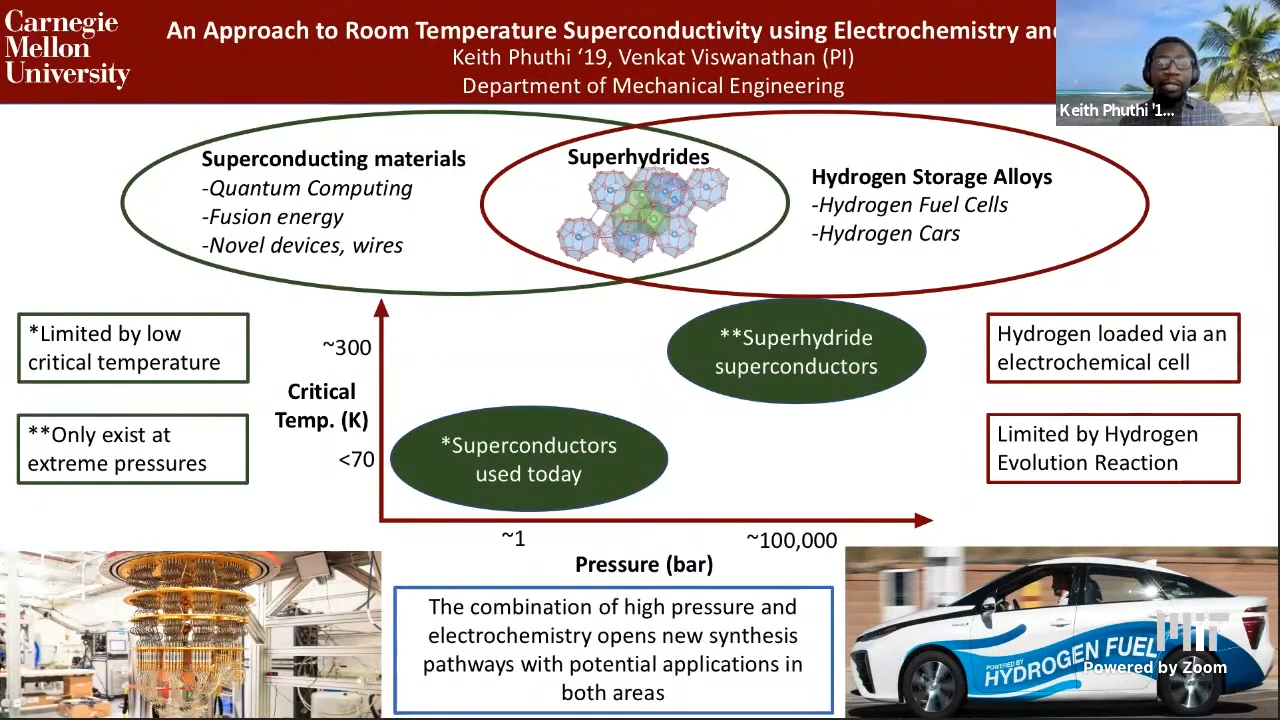 Carnegie
Mellon
University
An Approach to Room Temperature Superconductivity using Electrochemistry and
Keith Phuthi ‘19, Venkat Viswanathan (PI)
Department of Mechanical Engineering
Keith Phuthi '1...
Superconducting materials
-Quantum Computing
-Fusion energy
-Novel devices, wires
Superhydrides
Hydrogen Storage Alloys
-Hydrogen Fuel Cells
-Hydrogen Cars
*Limited by low
critical temperature
**Only exist at
extreme pressures
~300
Critical
Temp. (K)
<70
**Superhydride
superconductors
*Superconductors
used today
~1
~100,000
Pressure (bar)
Hydrogen loaded via an
electrochemical cell
Limited by Hydrogen
Evolution Reaction
The combination of high pressure and
electrochemistry opens new synthesis
pathways with potential applications in
both areas
POWERED BY
HYDROGEN FUEL
MIT
Powered by Zoom